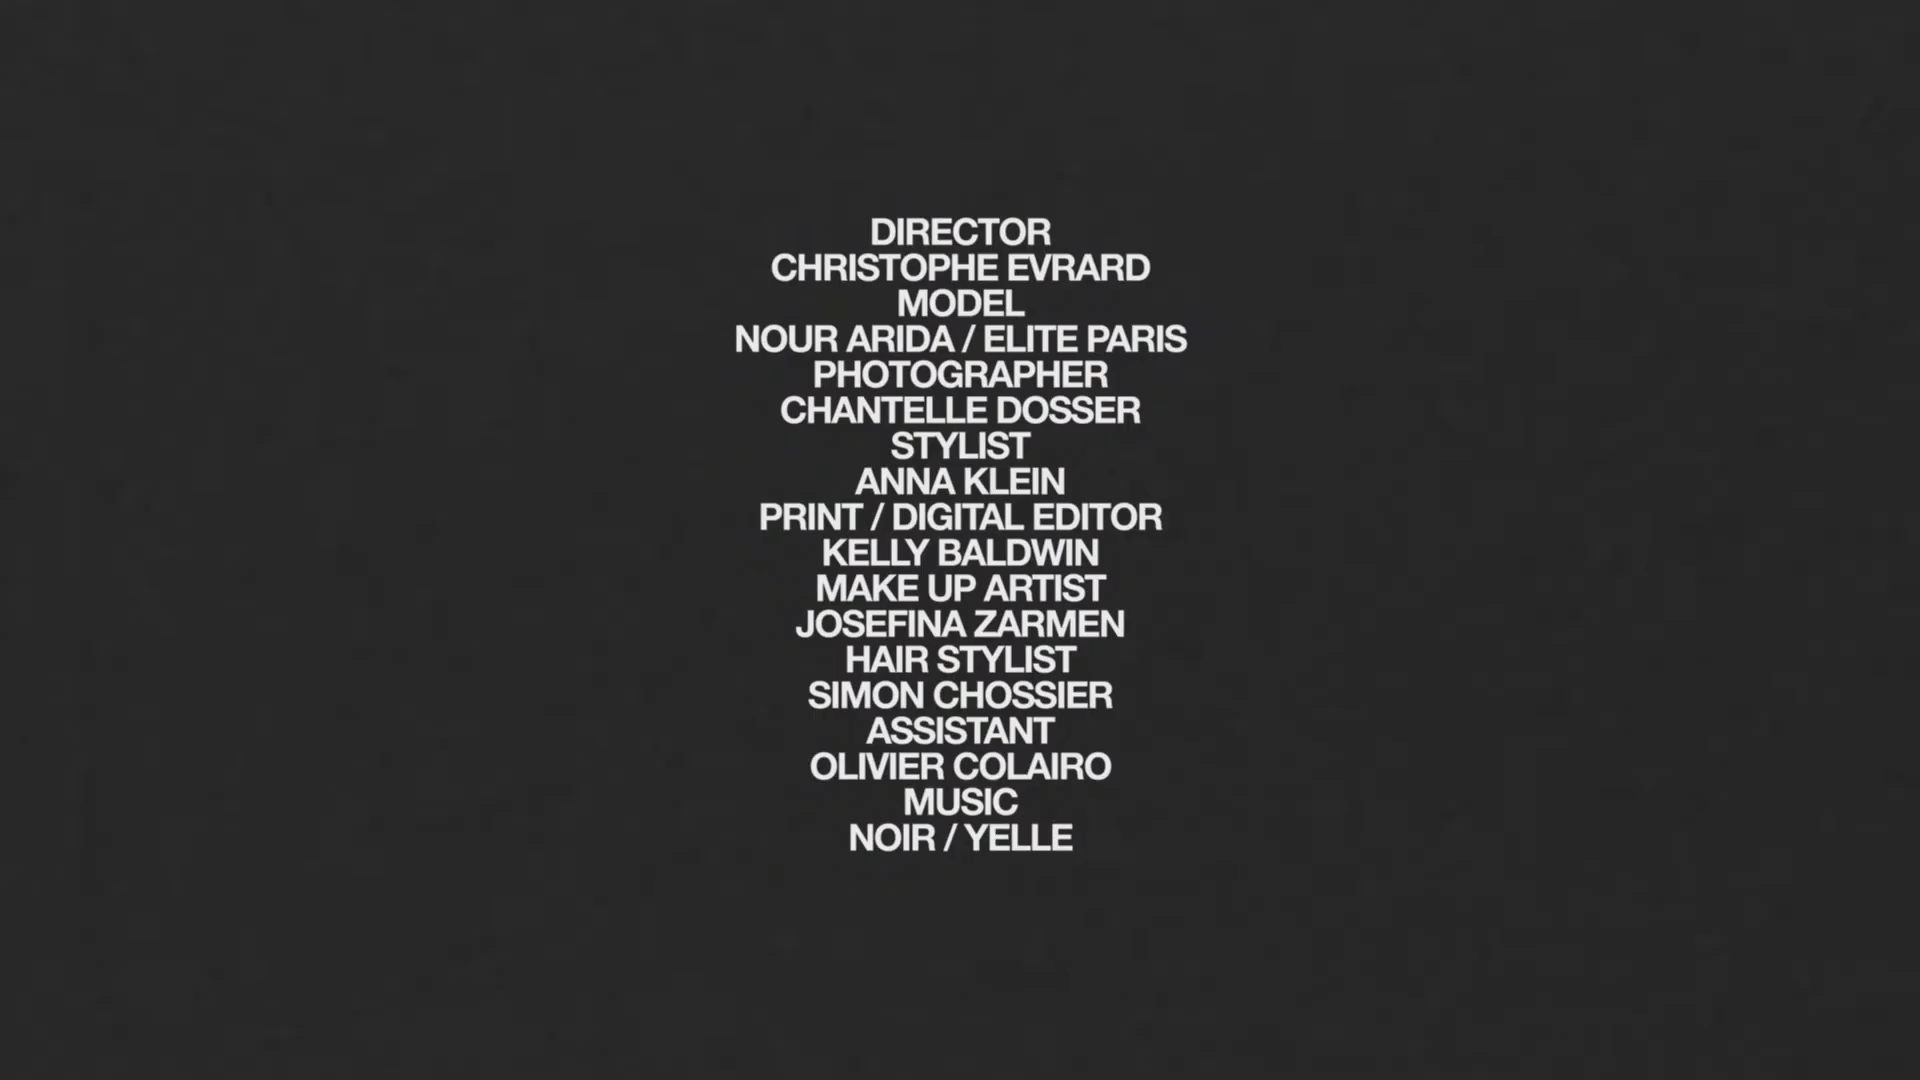 DIRECTOR
CHRISTOPHE EVRARD
MODEL
NOUR ARIDA / ELITE PARIS
PHOTOGRAPHER
CHANTELLE DOSSER
STYLIST
ANNA KLEIN
PRINT / DIGITAL EDITOR
KELLY BALDWIN
MAKE UP ARTIST
JOSEFINA ZARMEN
HAIR STYLIST
SIMON CHOSSIER
ASSISTANT
OLIVIER COLAIRO
MUSIC
NOIR / YELLE